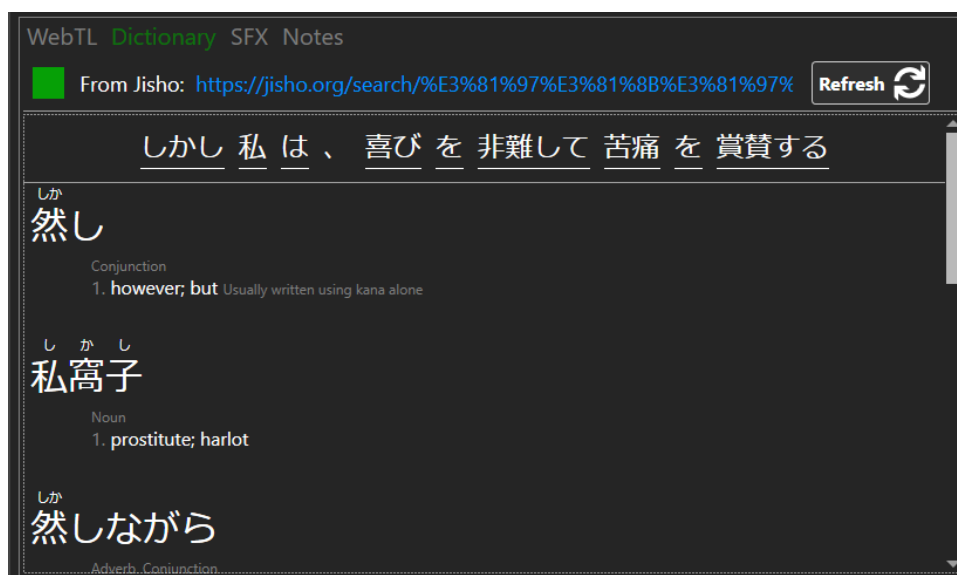 WebTL Dictionary SFX Notes
From Jisho: https://jisho.org/search/%E3%81%97%E3%81%8B%E3%81%97% Refresh
しかし 私 は 、 喜び を 非難して 苦痛 を 賞賛する
しか
然し
Conjunction
1. however; but Usually written using kana alone
し か し
私窩子
Noun
1. prostitute; harlot
しか
然しながら
Adverb, Conjunction